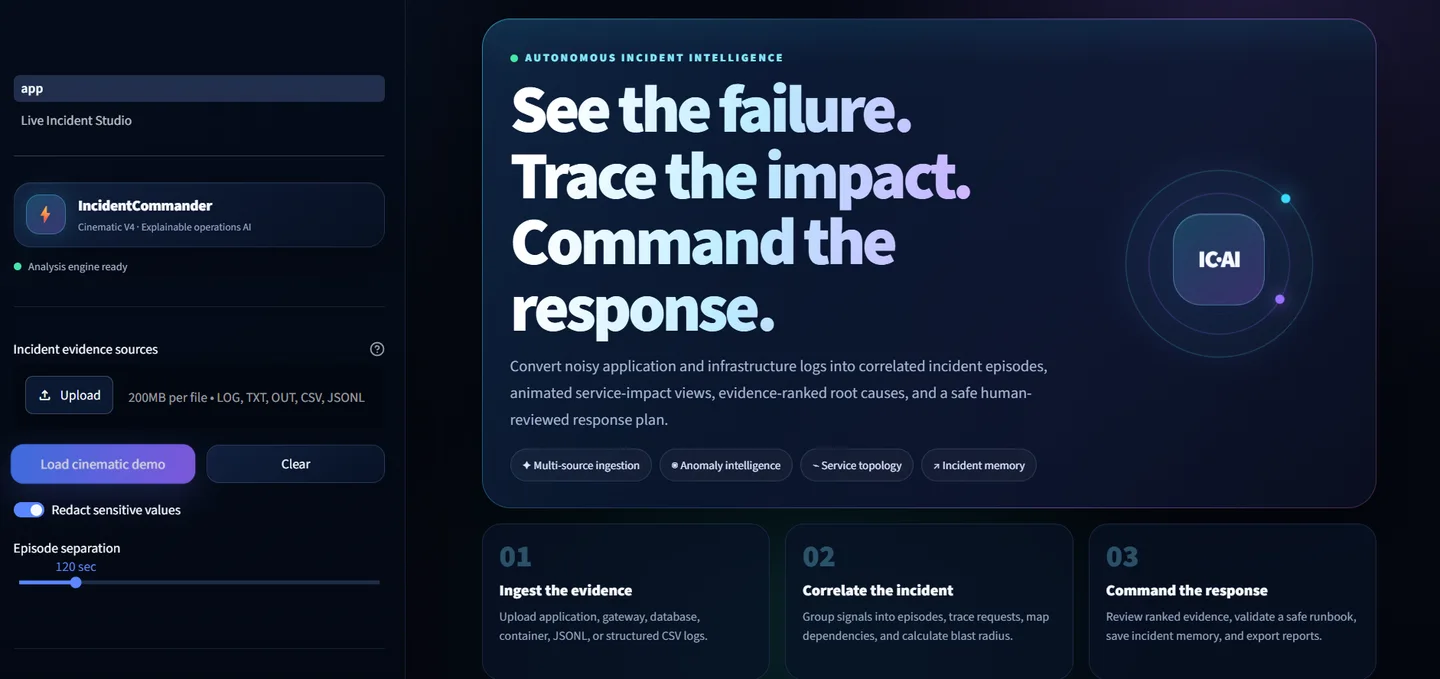 app
Live Incident Studio
IncidentCommander
Cinematic V4 · Explainable operations AI
Analysis engine ready
Incident evidence sources
Upload
200MB per file • LOG, TXT, OUT, CSV, JSONL
Load cinematic demo
Clear
Redact sensitive values
Episode separation
120 sec
AUTONOMOUS INCIDENT INTELLIGENCE
See the failure.
Trace the impact.
Command the
response.
Convert noisy application and infrastructure logs into correlated incident episodes,
animated service-impact views, evidence-ranked root causes, and a safe human-
reviewed response plan.
✦ Multi-source ingestion
◉ Anomaly intelligence
⌁ Service topology
↗ Incident memory
IC·AI
01
Ingest the evidence
Upload application, gateway, database,
container, JSONL, or structured CSV logs.
02
Correlate the incident
Group signals into episodes, trace requests, map
dependencies, and calculate blast radius.
03
Command the response
Review ranked evidence, validate a safe runbook,
save incident memory, and export reports.